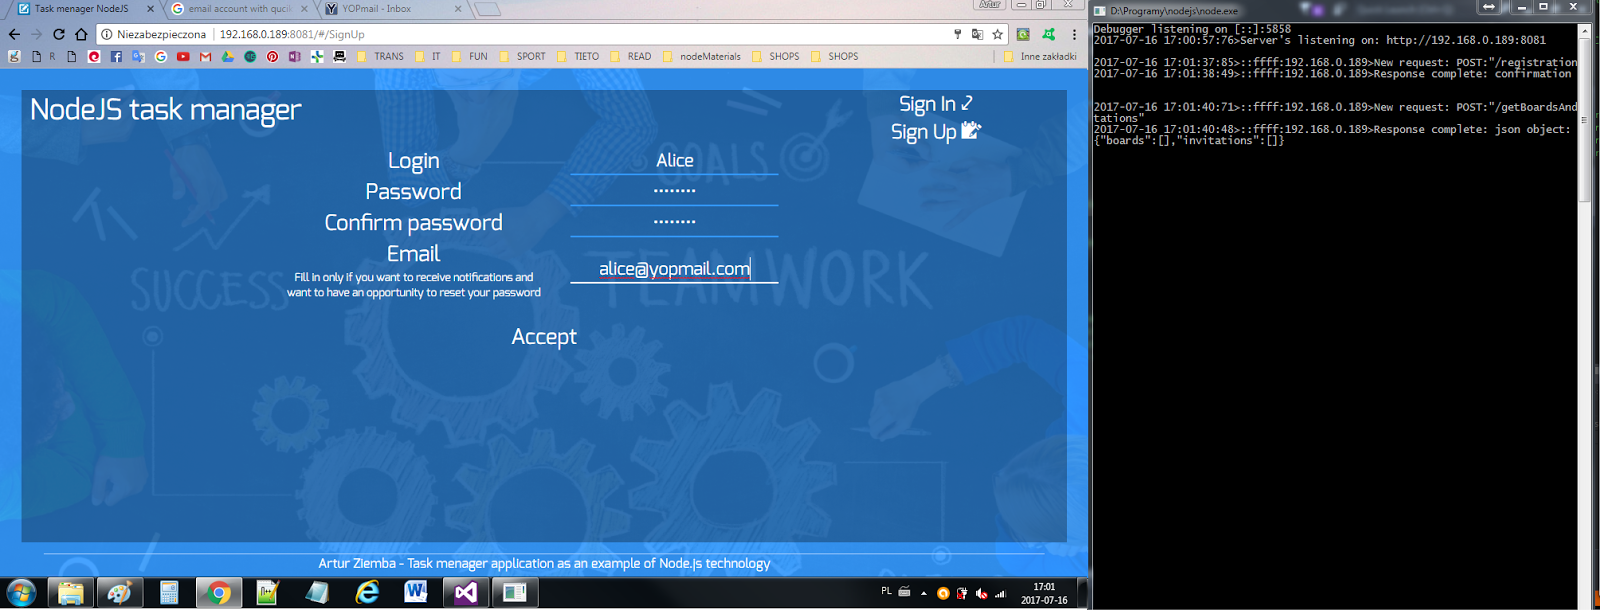 Task menager NodeJS
email account with qucil
YOPmail - Inbox
Artur
Niezabezpieczona
192.168.0.189:8081/#/SignUp
R
TRANS
IT
FUN
SPORT
TIETO
READ
nodeMaterials
SHOPS
SHOPS
Inne zakładki
NodeJS task manager
Sign In
Sign Up
Login
Alice
Password
••••••••
Confirm password
••••••••
Email
Fill in only if you want to receive notifications and
want to have an opportunity to reset your password
alice@yopmail.com
Accept
GOALS
SUCCESS
TEAMWORK
Artur Ziemba - Task menager application as an example of Node.js technology
PL
17:01
2017-07-16
D:\Programy\nodejs\node.exe
Debugger listening on [::]:5858
2017-07-16 17:00:57:76>Server's listening on: http://192.168.0.189:8081
2017-07-16 17:01:37:85>::ffff:192.168.0.189>New request: POST:"/registration
2017-07-16 17:01:38:49>::ffff:192.168.0.189>Response complete: confirmation
2017-07-16 17:01:40:71>::ffff:192.168.0.189>New request: POST:"/getBoardsAnd
tations"
2017-07-16 17:01:40:48>::ffff:192.168.0.189>Response complete: json object:
{"boards":[],"invitations":[]}